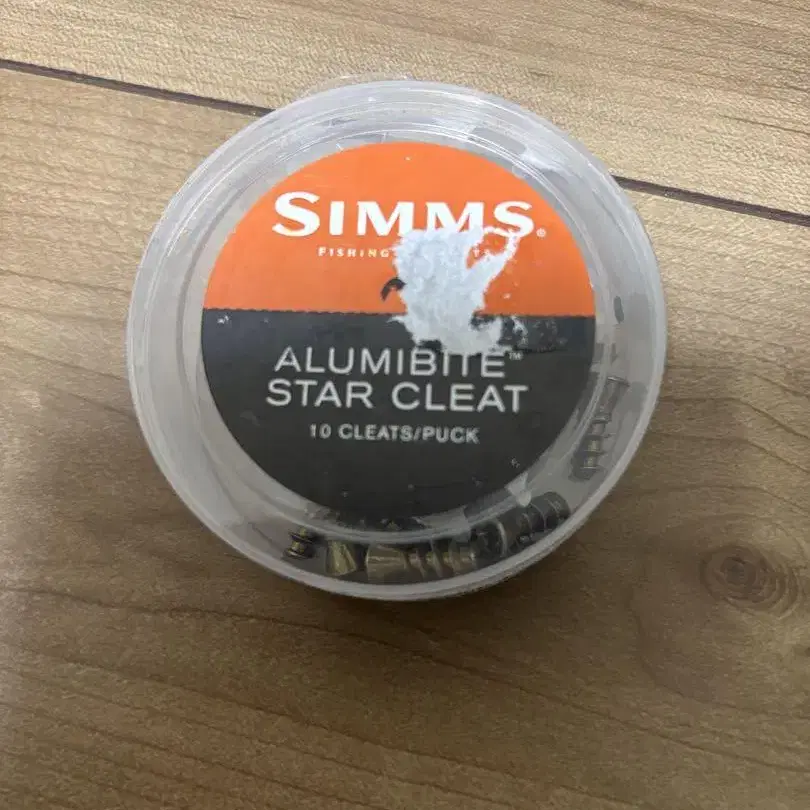 SIMMS®
FISHING
ALUMIBITE™
STAR CLEAT
10 CLEATS/PUCK